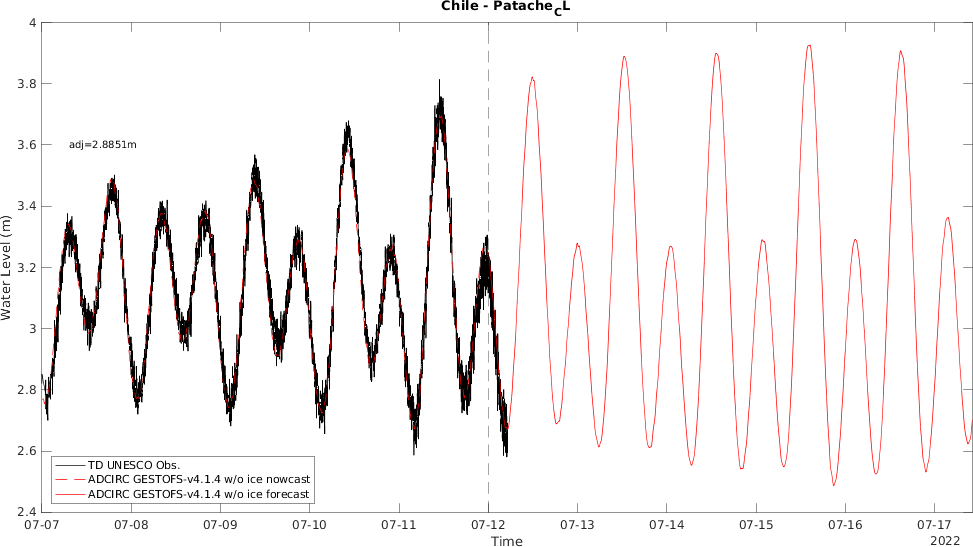 Chile - Patache_CL
4
3.8
3.6
3.4
3.2
3
2.8
2.6
2.4
Water Level (m)
adj=2.8851m
TD UNESCO Obs.
ADCIRC GESTOFS-v4.1.4 w/o ice nowcast
ADCIRC GESTOFS-v4.1.4 w/o ice forecast
07-07 07-08 07-09 07-10 07-11 07-12 07-13 07-14 07-15 07-16 07-17
Time
2022